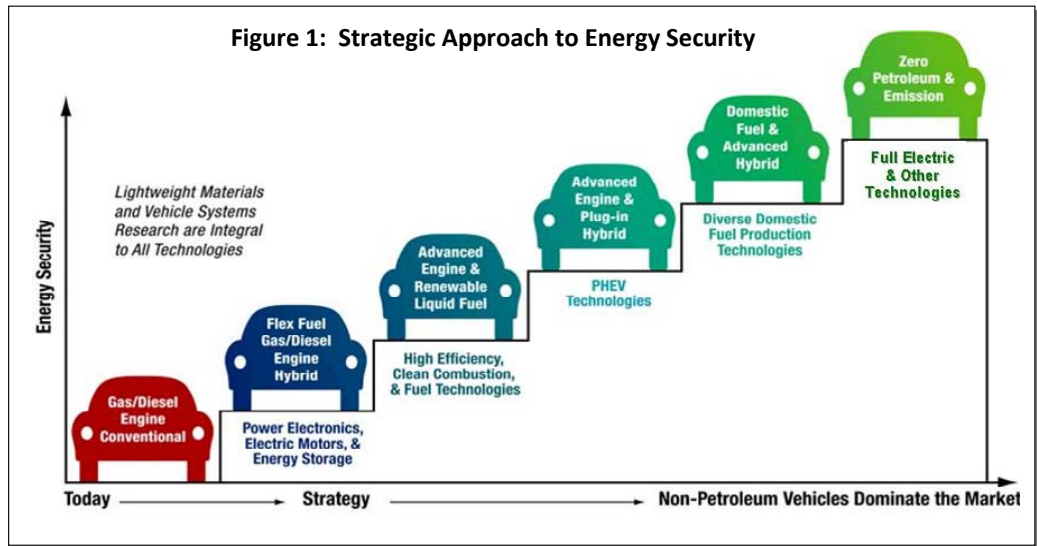 Figure 1:  Strategic Approach to Energy Security
Energy Security
Lightweight Materials
and Vehicle Systems
Research are Integral
to All Technologies
Gas/Diesel
Engine
Conventional
Flex Fuel
Gas/Diesel
Engine
Hybrid
Power Electronics,
Electric Motors, &
Energy Storage
Advanced
Engine &
Renewable
Liquid Fuel
High Efficiency,
Clean Combustion,
& Fuel Technologies
Advanced
Engine &
Plug-in
Hybrid
PHEV
Technologies
Domestic
Fuel &
Advanced
Hybrid
Diverse Domestic
Fuel Production
Technologies
Zero
Petroleum &
Emission
Full Electric
& Other
Technologies
Today
Strategy
Non-Petroleum Vehicles Dominate the Market